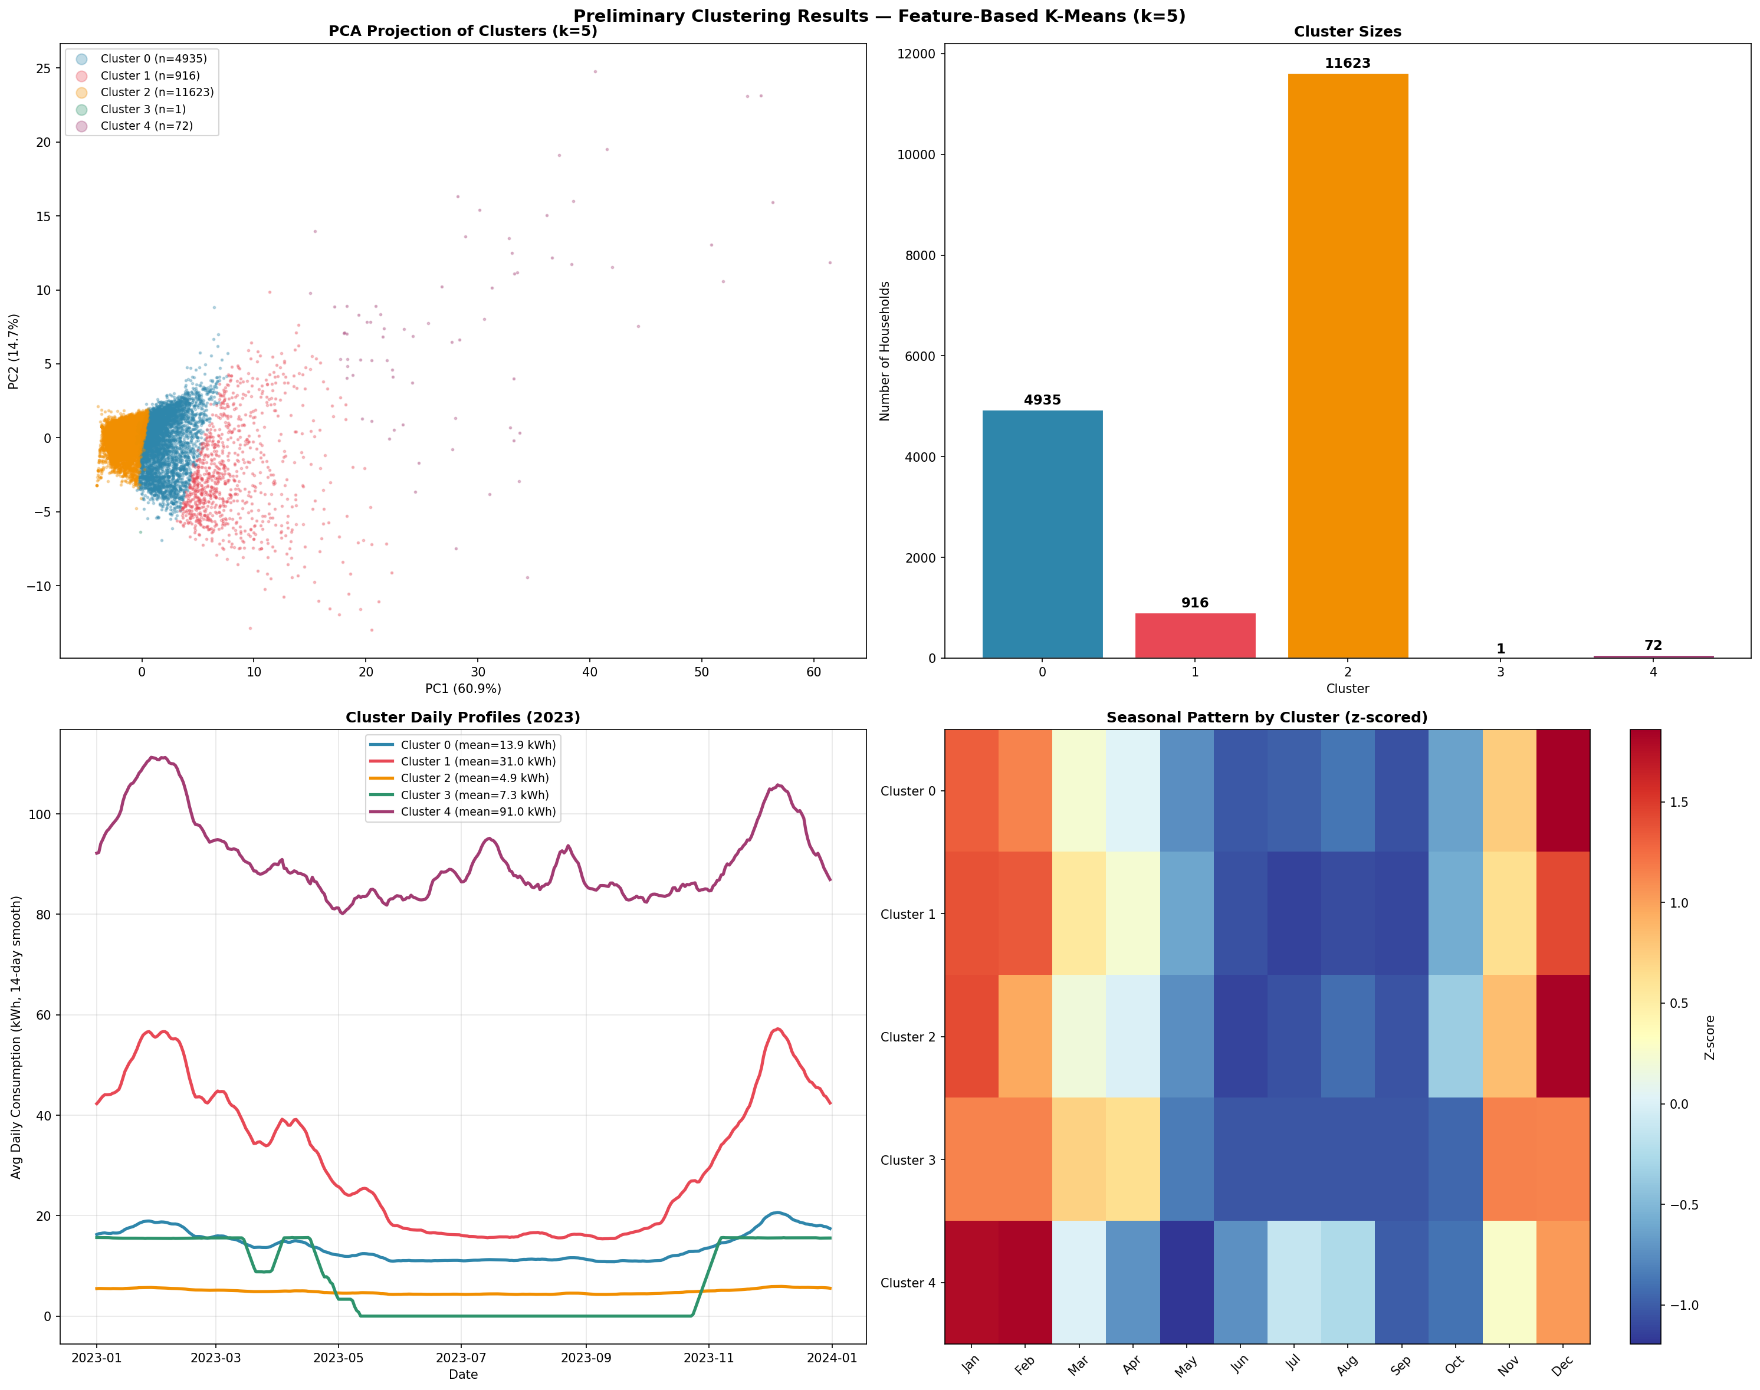 Preliminary Clustering Results — Feature-Based K-Means (k=5)
PCA Projection of Clusters (k=5)
Cluster 0 (n=4935)
Cluster 1 (n=916)
Cluster 2 (n=11623)
Cluster 3 (n=1)
Cluster 4 (n=72)
25
20
15
10
5
0
−5
−10
PC2 (14.7%)
0 10 20 30 40 50 60
PC1 (60.9%)
Cluster Sizes
12000
10000
8000
6000
4000
2000
0
Number of Households
4935
916
11623
1
72
0 1 2 3 4
Cluster
Cluster Daily Profiles (2023)
Cluster 0 (mean=13.9 kWh)
Cluster 1 (mean=31.0 kWh)
Cluster 2 (mean=4.9 kWh)
Cluster 3 (mean=7.3 kWh)
Cluster 4 (mean=91.0 kWh)
100
80
60
40
20
0
Avg Daily Consumption (kWh, 14-day smooth)
2023-01 2023-03 2023-05 2023-07 2023-09 2023-11 2024-01
Date
Seasonal Pattern by Cluster (z-scored)
Cluster 0
Cluster 1
Cluster 2
Cluster 3
Cluster 4
Jan Feb Mar Apr May Jun Jul Aug Sep Oct Nov Dec
1.5
1.0
0.5
0.0
−0.5
−1.0
Z-score